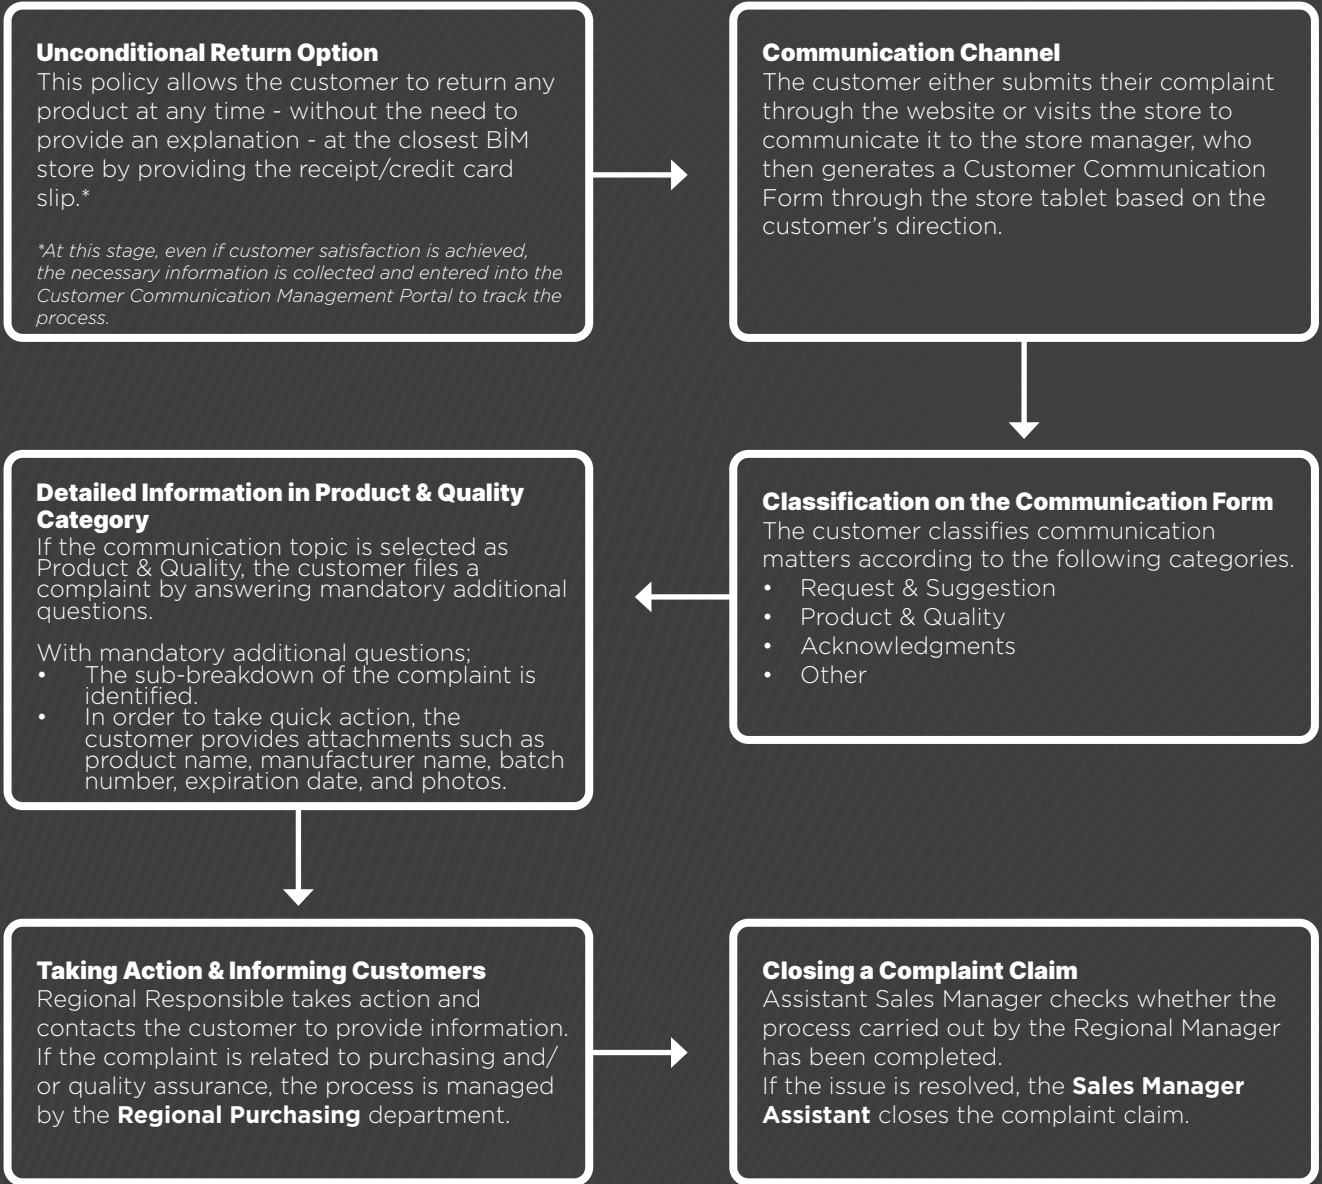 Unconditional Return Option
This policy allows the customer to return any
product at any time - without the need to
provide an explanation - at the closest BİM
store by providing the receipt/credit card
slip.*
*At this stage, even if customer satisfaction is achieved,
the necessary information is collected and entered into the
Customer Communication Management Portal to track the
process.
Communication Channel
The customer either submits their complaint
through the website or visits the store to
communicate it to the store manager, who
then generates a Customer Communication
Form through the store tablet based on the
customer’s direction.
Classification on the Communication Form
The customer classifies communication
matters according to the following categories.
• Request & Suggestion
• Product & Quality
• Acknowledgments
• Other
Detailed Information in Product & Quality
Category
If the communication topic is selected as
Product & Quality, the customer files a
complaint by answering mandatory additional
questions.
With mandatory additional questions;
• The sub-breakdown of the complaint is
identified.
• In order to take quick action, the
customer provides attachments such as
product name, manufacturer name, batch
number, expiration date, and photos.
Taking Action & Informing Customers
Regional Responsible takes action and
contacts the customer to provide information.
If the complaint is related to purchasing and/
or quality assurance, the process is managed
by the Regional Purchasing department.
Closing a Complaint Claim
Assistant Sales Manager checks whether the
process carried out by the Regional Manager
has been completed.
If the issue is resolved, the Sales Manager
Assistant closes the complaint claim.